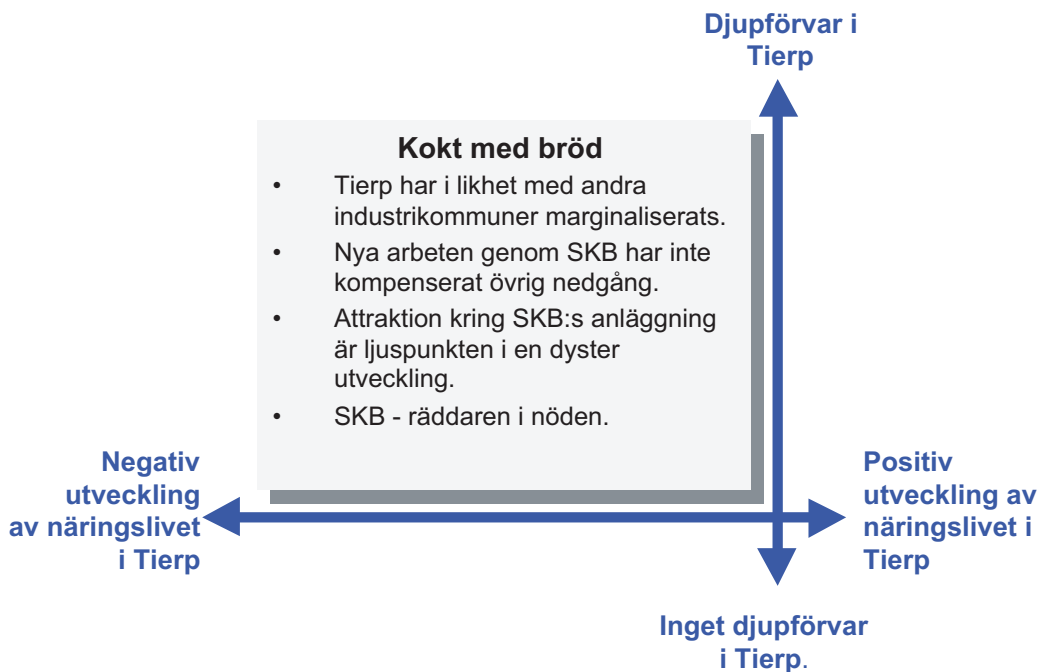 Djupförvar i
Tierp
Kokt med bröd
• Tierp har i likhet med andra
industrikommuner marginaliserats.
• Nya arbeten genom SKB har inte
kompenserat övrig nedgång.
• Attraktion kring SKB:s anläggning
är ljuspunkten i en dyster
utveckling.
• SKB - räddaren i nöden.
Negativ
utveckling
av näringslivet
i Tierp
Positiv
utveckling av
näringslivet i
Tierp
Inget djupförvar
i Tierp.